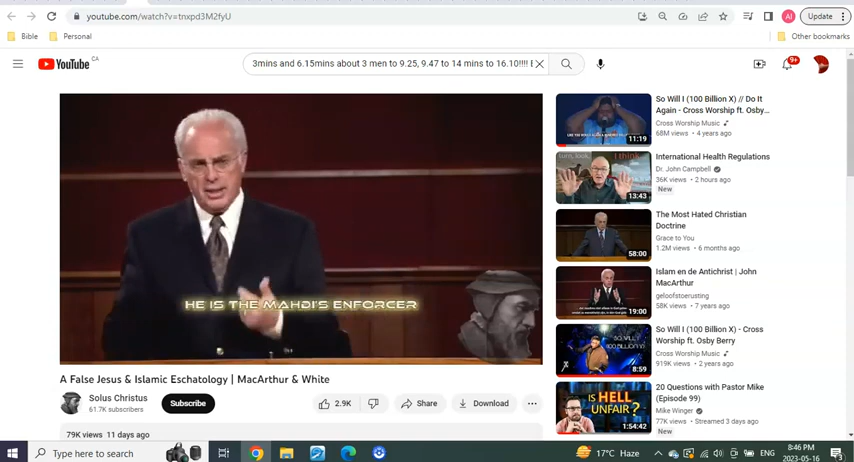 youtube.com/watch?v=tnxpd3M2fyU
Update
Bible
Personal
Other bookmarks
YouTube CA
3mins and 6.15mins about 3 men to 9.25, 9.47 to 14 mins to 16.10!!!! E
9+
HE IS THE MAHDI'S ENFORCER
A False Jesus & Islamic Eschatology | MacArthur & White
Solus Christus
61.7K subscribers
Subscribe
2.9K
Share
Download
79K views 11 days ago
11:19
So Will I (100 Billion X) // Do It
Again - Cross Worship ft. Osby...
Cross Worship Music
68M views • 4 years ago
turn, look,
I think
13:43
International Health Regulations
Dr. John Campbell
36K views • 2 hours ago
New
58:00
The Most Hated Christian
Doctrine
Grace to You
1.2M views • 6 months ago
19:00
Islam en de Antichrist | John
MacArthur
geloofstoerusting
58K views • 7 years ago
8:59
So Will I (100 Billion X) - Cross
Worship ft. Osby Berry
Cross Worship Music
919K views • 2 years ago
IS HELL
UNFAIR?
1:54:42
20 Questions with Pastor Mike
(Episode 99)
Mike Winger
77K views • Streamed 3 days ago
New
Type here to search
17°C Haze
ENG
8:46 PM
2023-05-16
3